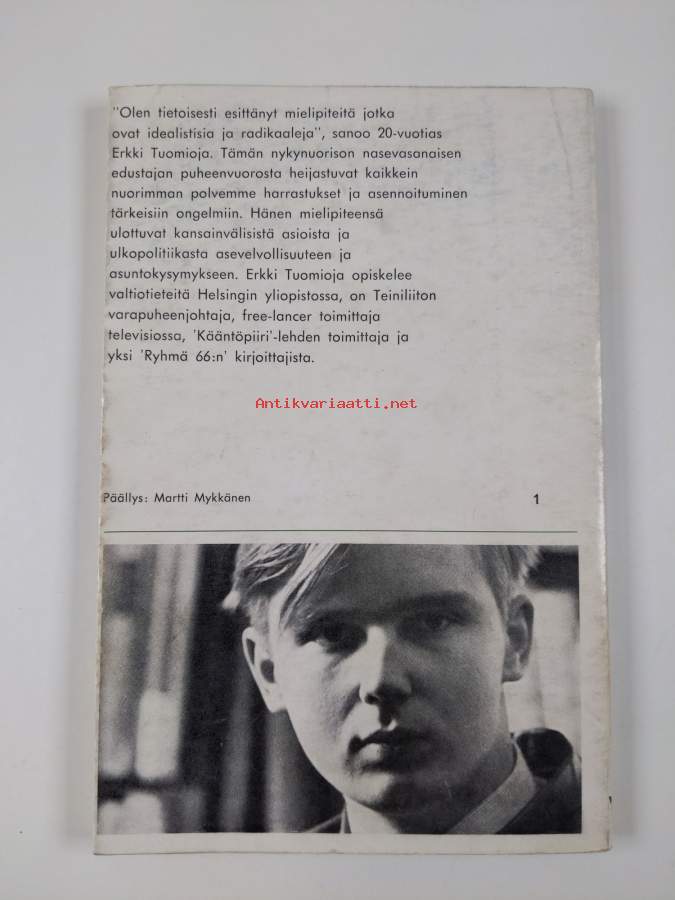 "Olen tietoisesti esittänyt mielipiteitä jotka
ovat idealistisia ja radikaaleja", sanoo 20-vuotias
Erkki Tuomioja. Tämän nykynuorison nasevasanaisen
edustajan puheenvuorosta heijastuvat kaikkein
nuorimman polvemme harrastukset ja asennoituminen
tärkeisiin ongelmiin. Hänen mielipiteensä
ulottuvat kansainvälisistä asioista ja
ulkopolitiikasta asevelvollisuuteen ja
asuntokysymykseen. Erkki Tuomioja opiskelee
valtiotieteitä Helsingin yliopistossa, on Teiniliiton
varapuheenjohtaja, free-lancer toimittaja
televisiossa, 'Kääntöpiiri'-lehden toimittaja ja
yksi 'Ryhmä 66:n' kirjoittajista.
Antikvariaatti.net
Päällys: Martti Mykkänen 1